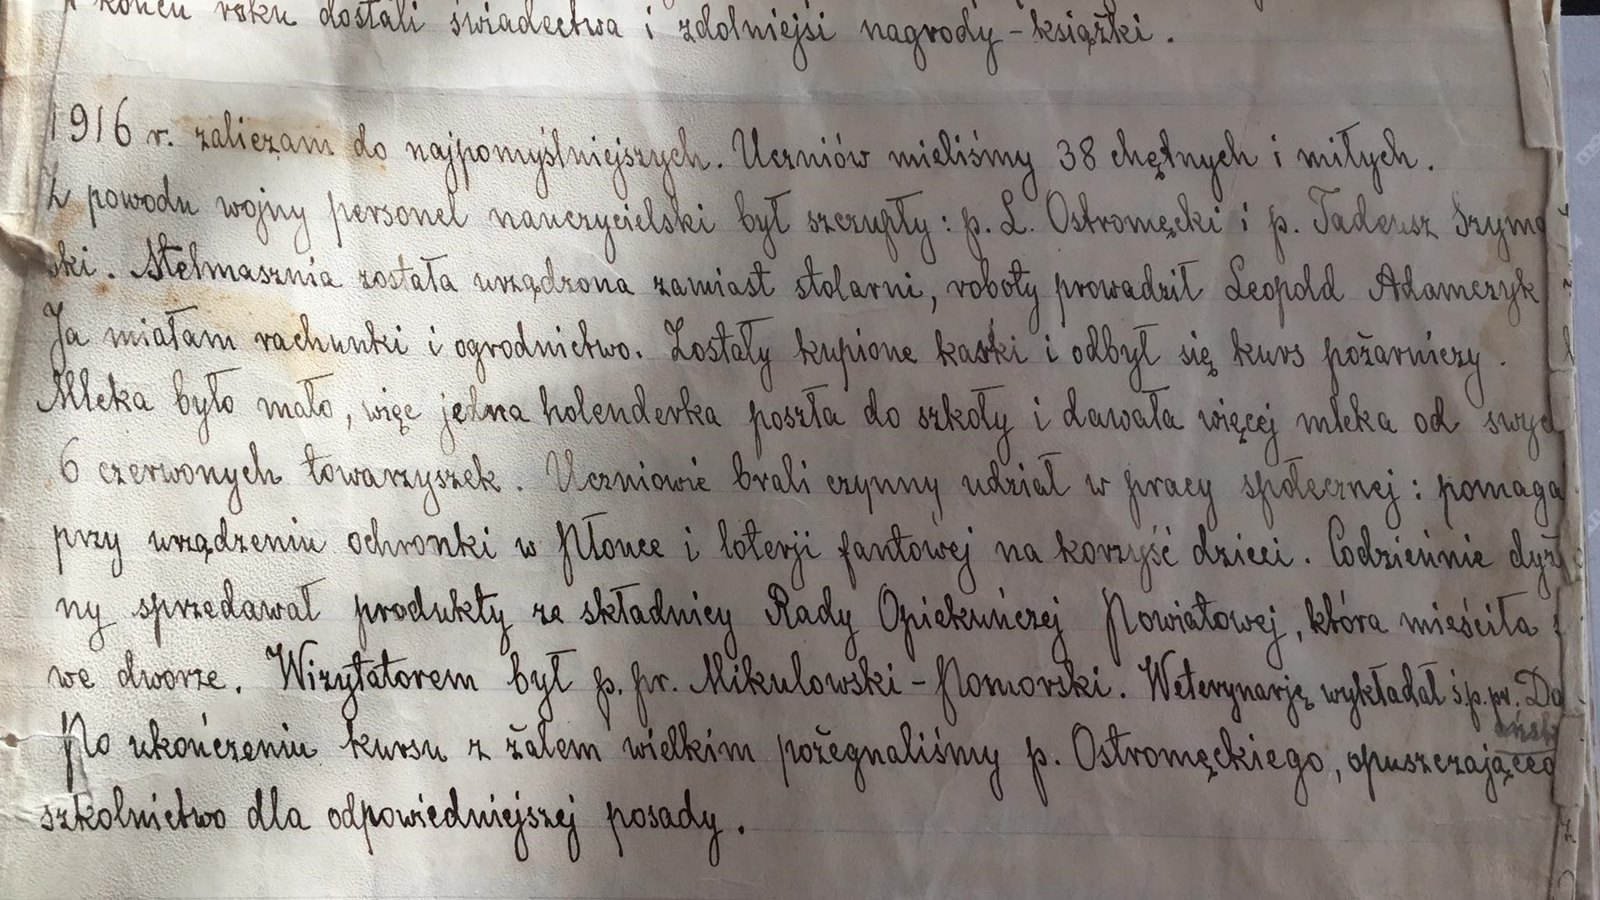 końcu roku dostali świadectwa i zdolniejsi nagrody - książki.
1916 r. zaliczam do najpomyślniejszych. Uczniów mieliśmy 38 chętnych i miłych.
Z powodu wojny personel nauczycielski był szczupły: p. L. Ostromęcki i p. Tadeusz Szymo
ski. Stelmasznia została urządzona zamiast stolarni, roboty prowadził Leopold Adamczyk
Ja miałam rachunki i ogrodnictwo. Zostały kupione kaski i odbył się kurs pożarniczy.
Mleka było mało, więc jedna holenderka poszła do szkoły i dawała więcej mleka od swych
6 czerwonych towarzyszek. Uczniowie brali czynny udział w pracy społecznej: pomaga
przy urządzeniu ochronki w Płonce i loterji fantowej na korzyść dzieci. Codziennie dyżu
ny sprzedawał produkty ze składnicy Rady Opiekuńczej Powiatowej, która mieściła
we dworze. Wizytatorem był p. pr. Mikulowski - Pomorski. Weterynarję wykładał ś.p. pr. Do
Po ukończeniu kursu z żalem wielkim pożegnaliśmy p. Ostromęckiego, opuszczającego
szkolnictwo dla odpowiedniejszej posady.